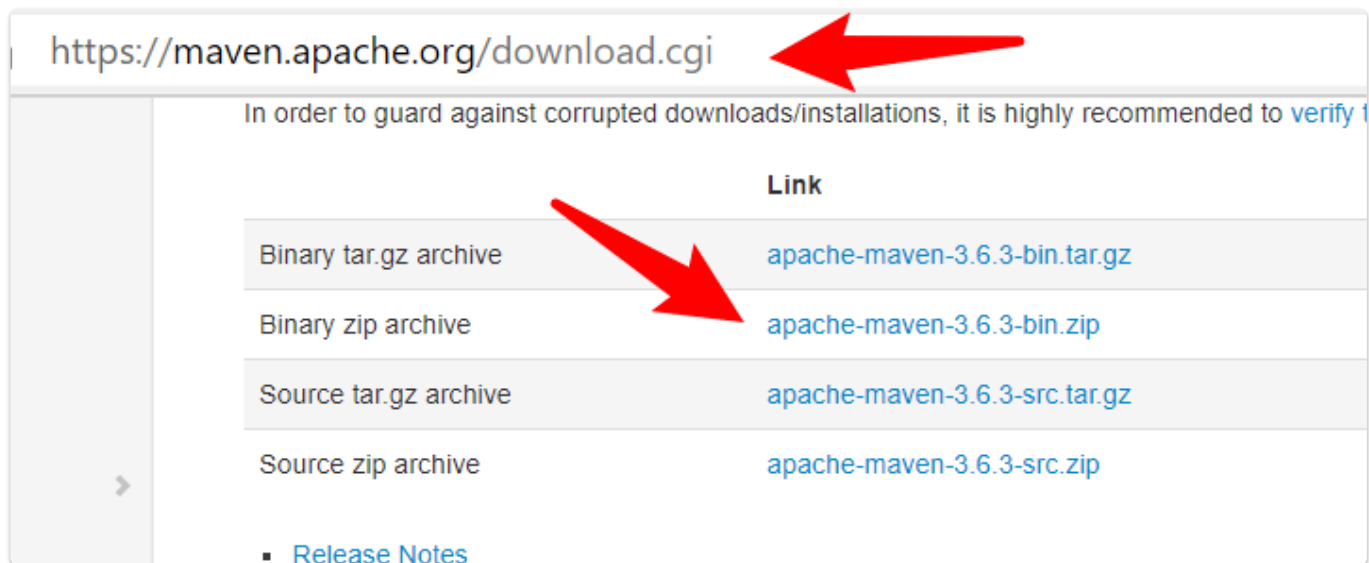 https://maven.apache.org/download.cgi
In order to guard against corrupted downloads/installations, it is highly recommended to verify
Link
Binary tar.gz archive apache-maven-3.6.3-bin.tar.gz
Binary zip archive apache-maven-3.6.3-bin.zip
Source tar.gz archive apache-maven-3.6.3-src.tar.gz
Source zip archive apache-maven-3.6.3-src.zip
Release Notes